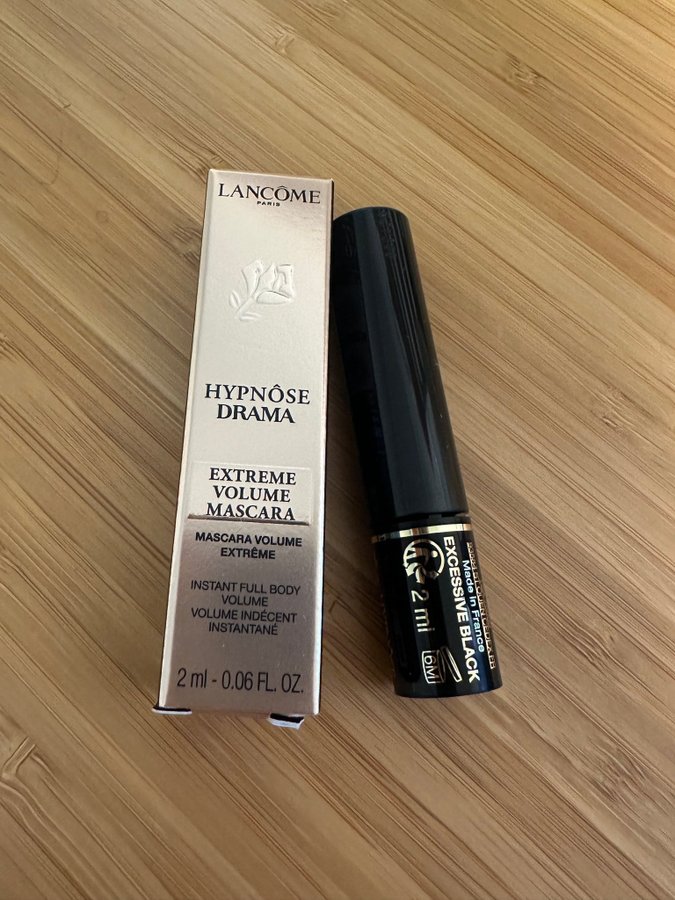 LANCÔME
PARIS
HYPNÔSE
DRAMA
EXTREME
VOLUME
MASCARA
MASCARA VOLUME
EXTRÊME
INSTANT FULL BODY
VOLUME
VOLUME INDÉCENT
INSTANTANÉ
2 ml - 0.06 FL. OZ.
Made In France
EXCESSIVE BLACK
2 ml
6M